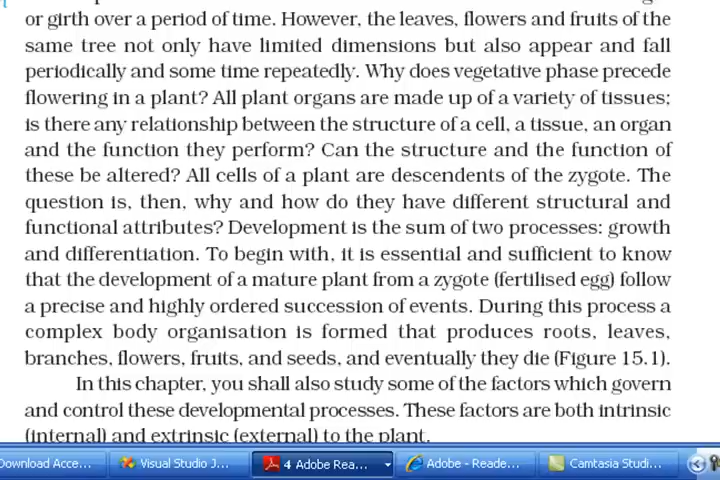 or girth over a period of time. However, the leaves, flowers and fruits of the
same tree not only have limited dimensions but also appear and fall
periodically and some time repeatedly. Why does vegetative phase precede
flowering in a plant? All plant organs are made up of a variety of tissues;
is there any relationship between the structure of a cell, a tissue, an organ
and the function they perform? Can the structure and the function of
these be altered? All cells of a plant are descendents of the zygote. The
question is, then, why and how do they have different structural and
functional attributes? Development is the sum of two processes: growth
and differentiation. To begin with, it is essential and sufficient to know
that the development of a mature plant from a zygote (fertilised egg) follow
a precise and highly ordered succession of events. During this process a
complex body organisation is formed that produces roots, leaves,
branches, flowers, fruits, and seeds, and eventually they die (Figure 15.1).
In this chapter, you shall also study some of the factors which govern
and control these developmental processes. These factors are both intrinsic
(internal) and extrinsic (external) to the plant.
Download Acce... Visual Studio J... 4 Adobe Rea... Adobe - Reade... Camtasia Studi...